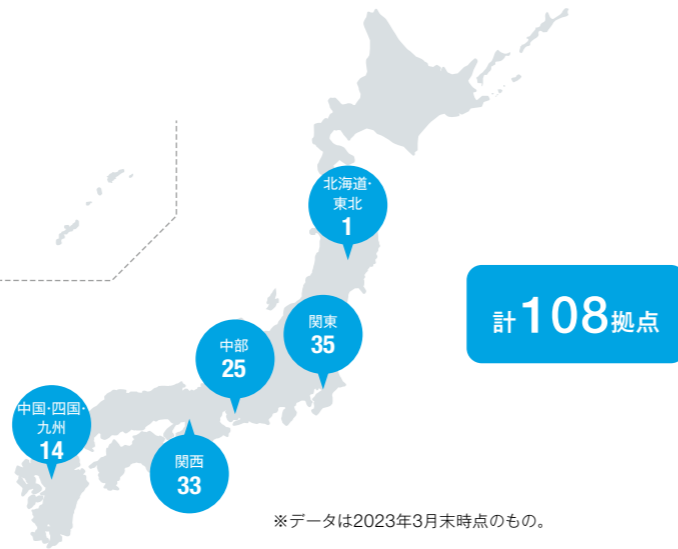 北海道・
東北
1
関東
35
中部
25
計108拠点
中国・四国・
九州
14
関西
33
※データは2023年3月末時点のもの。